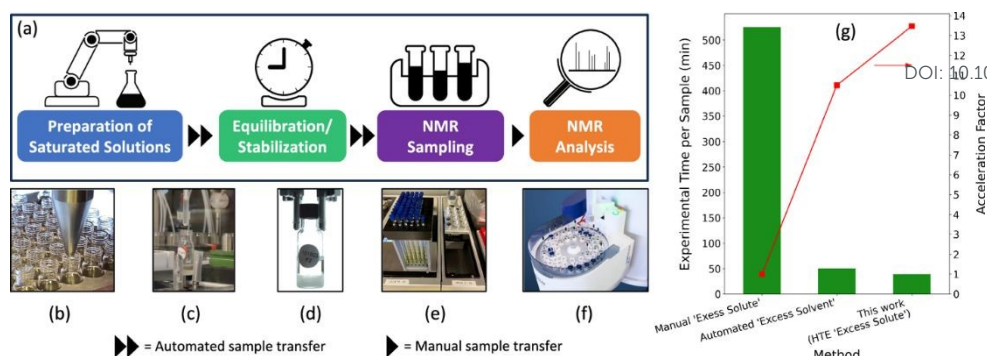 (a)
Preparation of
Saturated Solutions
Equilibration/
Stabilization
NMR
Sampling
NMR
Analysis
(b)
(c)
(d)
(e)
(f)
= Automated sample transfer
= Manual sample transfer
(g)
Experimental Time per Sample (min)
500
450
400
350
300
250
200
150
100
50
0
14
13
12
11
10
9
8
7
6
5
4
3
2
1
0
Acceleration Factor
DOI: 10.10
Manual 'Exess Solute'
Automated 'Excess Solvent'
This work
(HTE 'Excess Solute')
Method